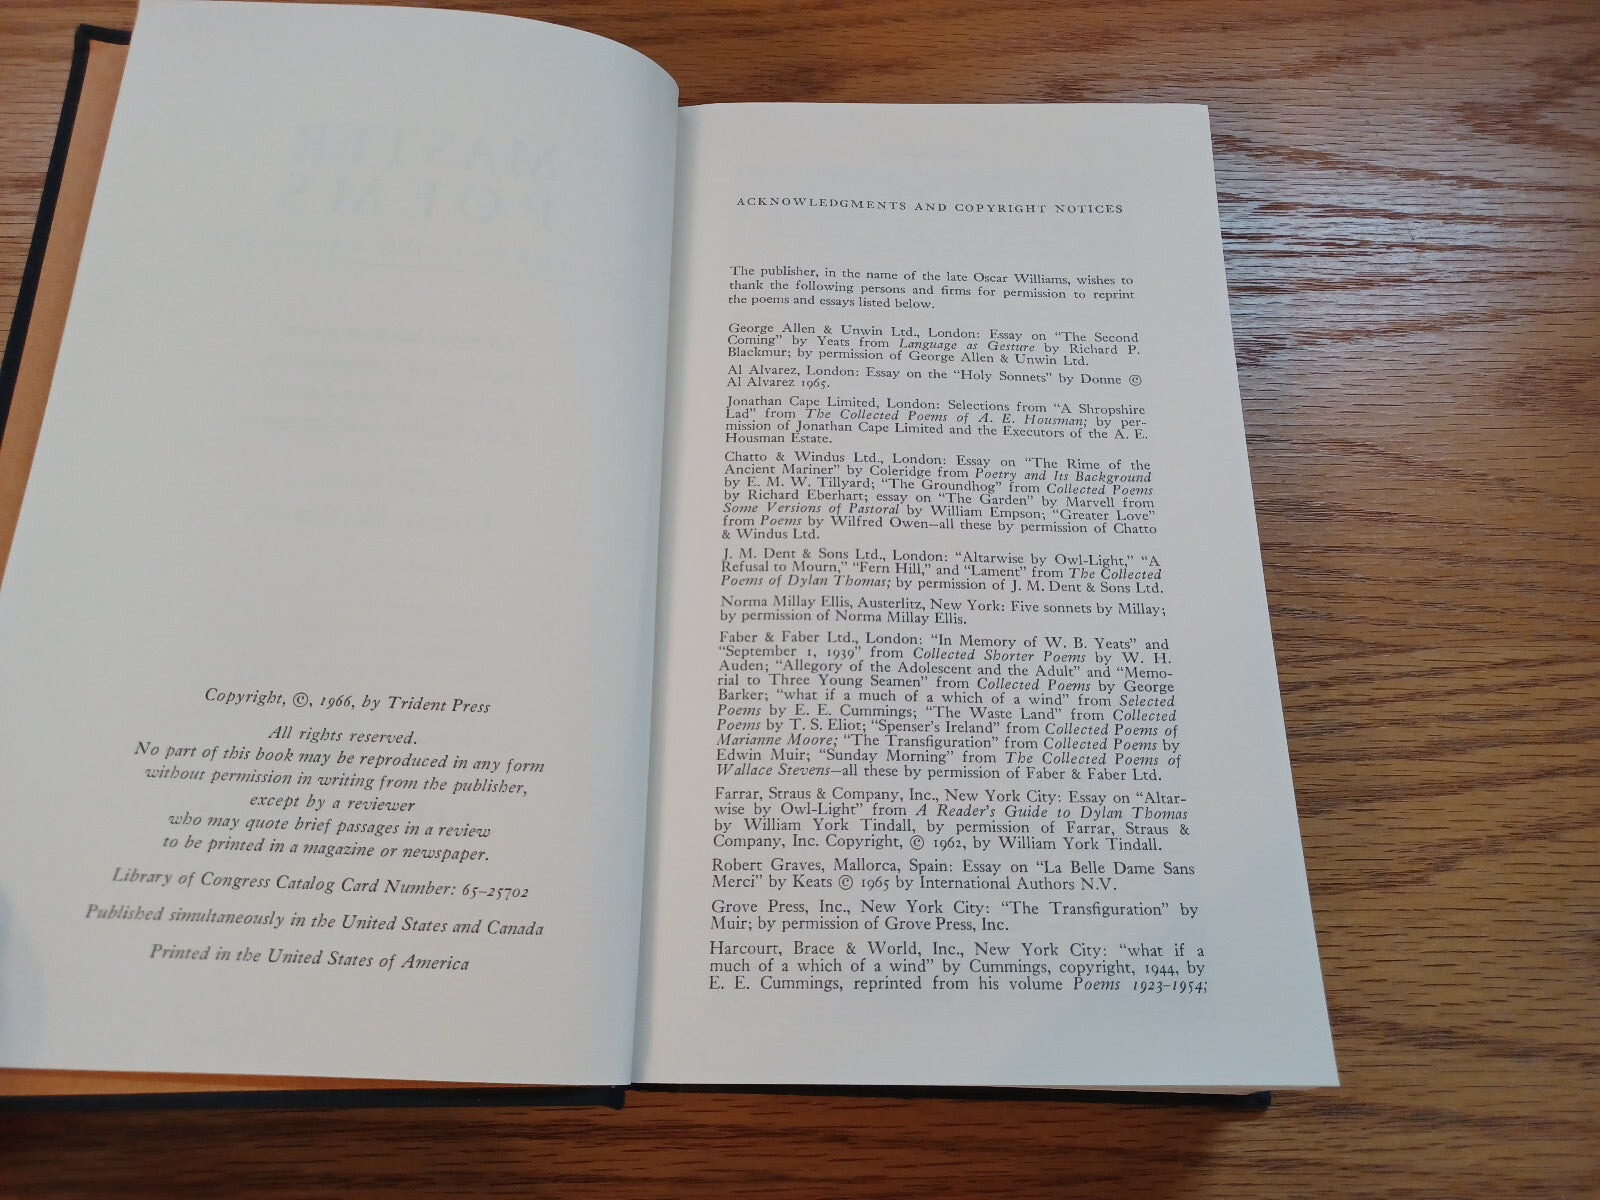 Copyright, ©, 1966, by Trident Press
All rights reserved.
No part of this book may be reproduced in any form
without permission in writing from the publisher,
except by a reviewer
who may quote brief passages in a review
to be printed in a magazine or newspaper.
Library of Congress Catalog Card Number: 65–25702
Published simultaneously in the United States and Canada
Printed in the United States of America
ACKNOWLEDGMENTS AND COPYRIGHT NOTICES
The publisher, in the name of the late Oscar Williams, wishes to
thank the following persons and firms for permission to reprint
the poems and essays listed below.
George Allen & Unwin Ltd., London: Essay on "The Second
Coming" by Yeats from Language as Gesture by Richard P.
Blackmur; by permission of George Allen & Unwin Ltd.
Al Alvarez, London: Essay on the "Holy Sonnets" by Donne ©
Al Alvarez 1965.
Jonathan Cape Limited, London: Selections from "A Shropshire
Lad" from The Collected Poems of A. E. Housman; by per-
mission of Jonathan Cape Limited and the Executors of the A. E.
Housman Estate.
Chatto & Windus Ltd., London: Essay on "The Rime of the
Ancient Mariner" by Coleridge from Poetry and Its Background
by E. M. W. Tillyard; "The Groundhog" from Collected Poems
by Richard Eberhart; essay on "The Garden" by Marvell from
Some Versions of Pastoral by William Empson; "Greater Love"
from Poems by Wilfred Owen—all these by permission of Chatto
& Windus Ltd.
J. M. Dent & Sons Ltd., London: "Altarwise by Owl-Light," "A
Refusal to Mourn," "Fern Hill," and "Lament" from The Collected
Poems of Dylan Thomas; by permission of J. M. Dent & Sons Ltd.
Norma Millay Ellis, Austerlitz, New York: Five sonnets by Millay;
by permission of Norma Millay Ellis.
Faber & Faber Ltd., London: "In Memory of W. B. Yeats" and
"September 1, 1939" from Collected Shorter Poems by W. H.
Auden; "Allegory of the Adolescent and the Adult" and "Memo-
rial to Three Young Seamen" from Collected Poems by George
Barker; "what if a much of a which of a wind" from Selected
Poems by E. E. Cummings; "The Waste Land" from Collected
Poems by T. S. Eliot; "Spenser's Ireland" from Collected Poems of
Marianne Moore; "The Transfiguration" from Collected Poems by
Edwin Muir; "Sunday Morning" from The Collected Poems of
Wallace Stevens—all these by permission of Faber & Faber Ltd.
Farrar, Straus & Company, Inc., New York City: Essay on "Altar-
wise by Owl-Light" from A Reader's Guide to Dylan Thomas
by William York Tindall, by permission of Farrar, Straus &
Company, Inc. Copyright, © 1962, by William York Tindall.
Robert Graves, Mallorca, Spain: Essay on "La Belle Dame Sans
Merci" by Keats © 1965 by International Authors N.V.
Grove Press, Inc., New York City: "The Transfiguration" by
Muir; by permission of Grove Press, Inc.
Harcourt, Brace & World, Inc., New York City: "what if a
much of a which of a wind" by Cummings, copyright, 1944, by
E. E. Cummings, reprinted from his volume Poems 1923–1954;